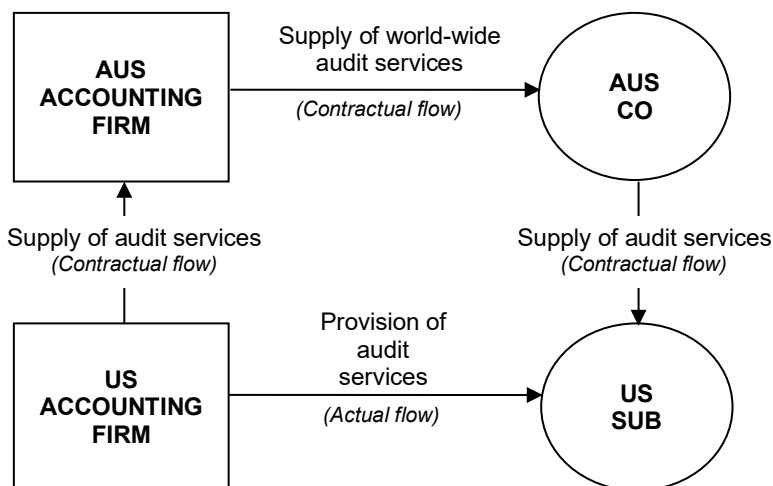 Supply of world-wide
audit services
(Contractual flow)
AUS
ACCOUNTING
FIRM
AUS
CO
Supply of audit services
(Contractual flow)
Supply of audit services
(Contractual flow)
Provision of
audit
services
(Actual flow)
US
ACCOUNTING
FIRM
US
SUB